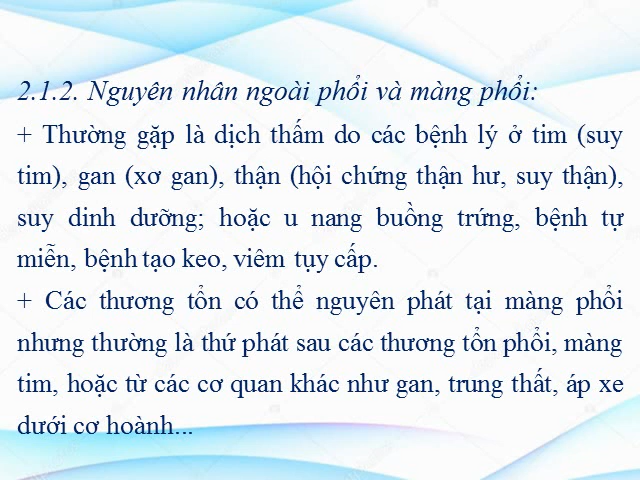 2.1.2. Nguyên nhân ngoài phổi và màng phổi:
+ Thường gặp là dịch thấm do các bệnh lý ở tim (suy
tim), gan (xơ gan), thận (hội chứng thận hư, suy thận),
suy dinh dưỡng; hoặc u nang buồng trứng, bệnh tự
miễn, bệnh tạo keo, viêm tụy cấp.
+ Các thương tổn có thể nguyên phát tại màng phổi
nhưng thường là thứ phát sau các thương tổn phổi, màng
tim, hoặc từ các cơ quan khác như gan, trung thất, áp xe
dưới cơ hoành...